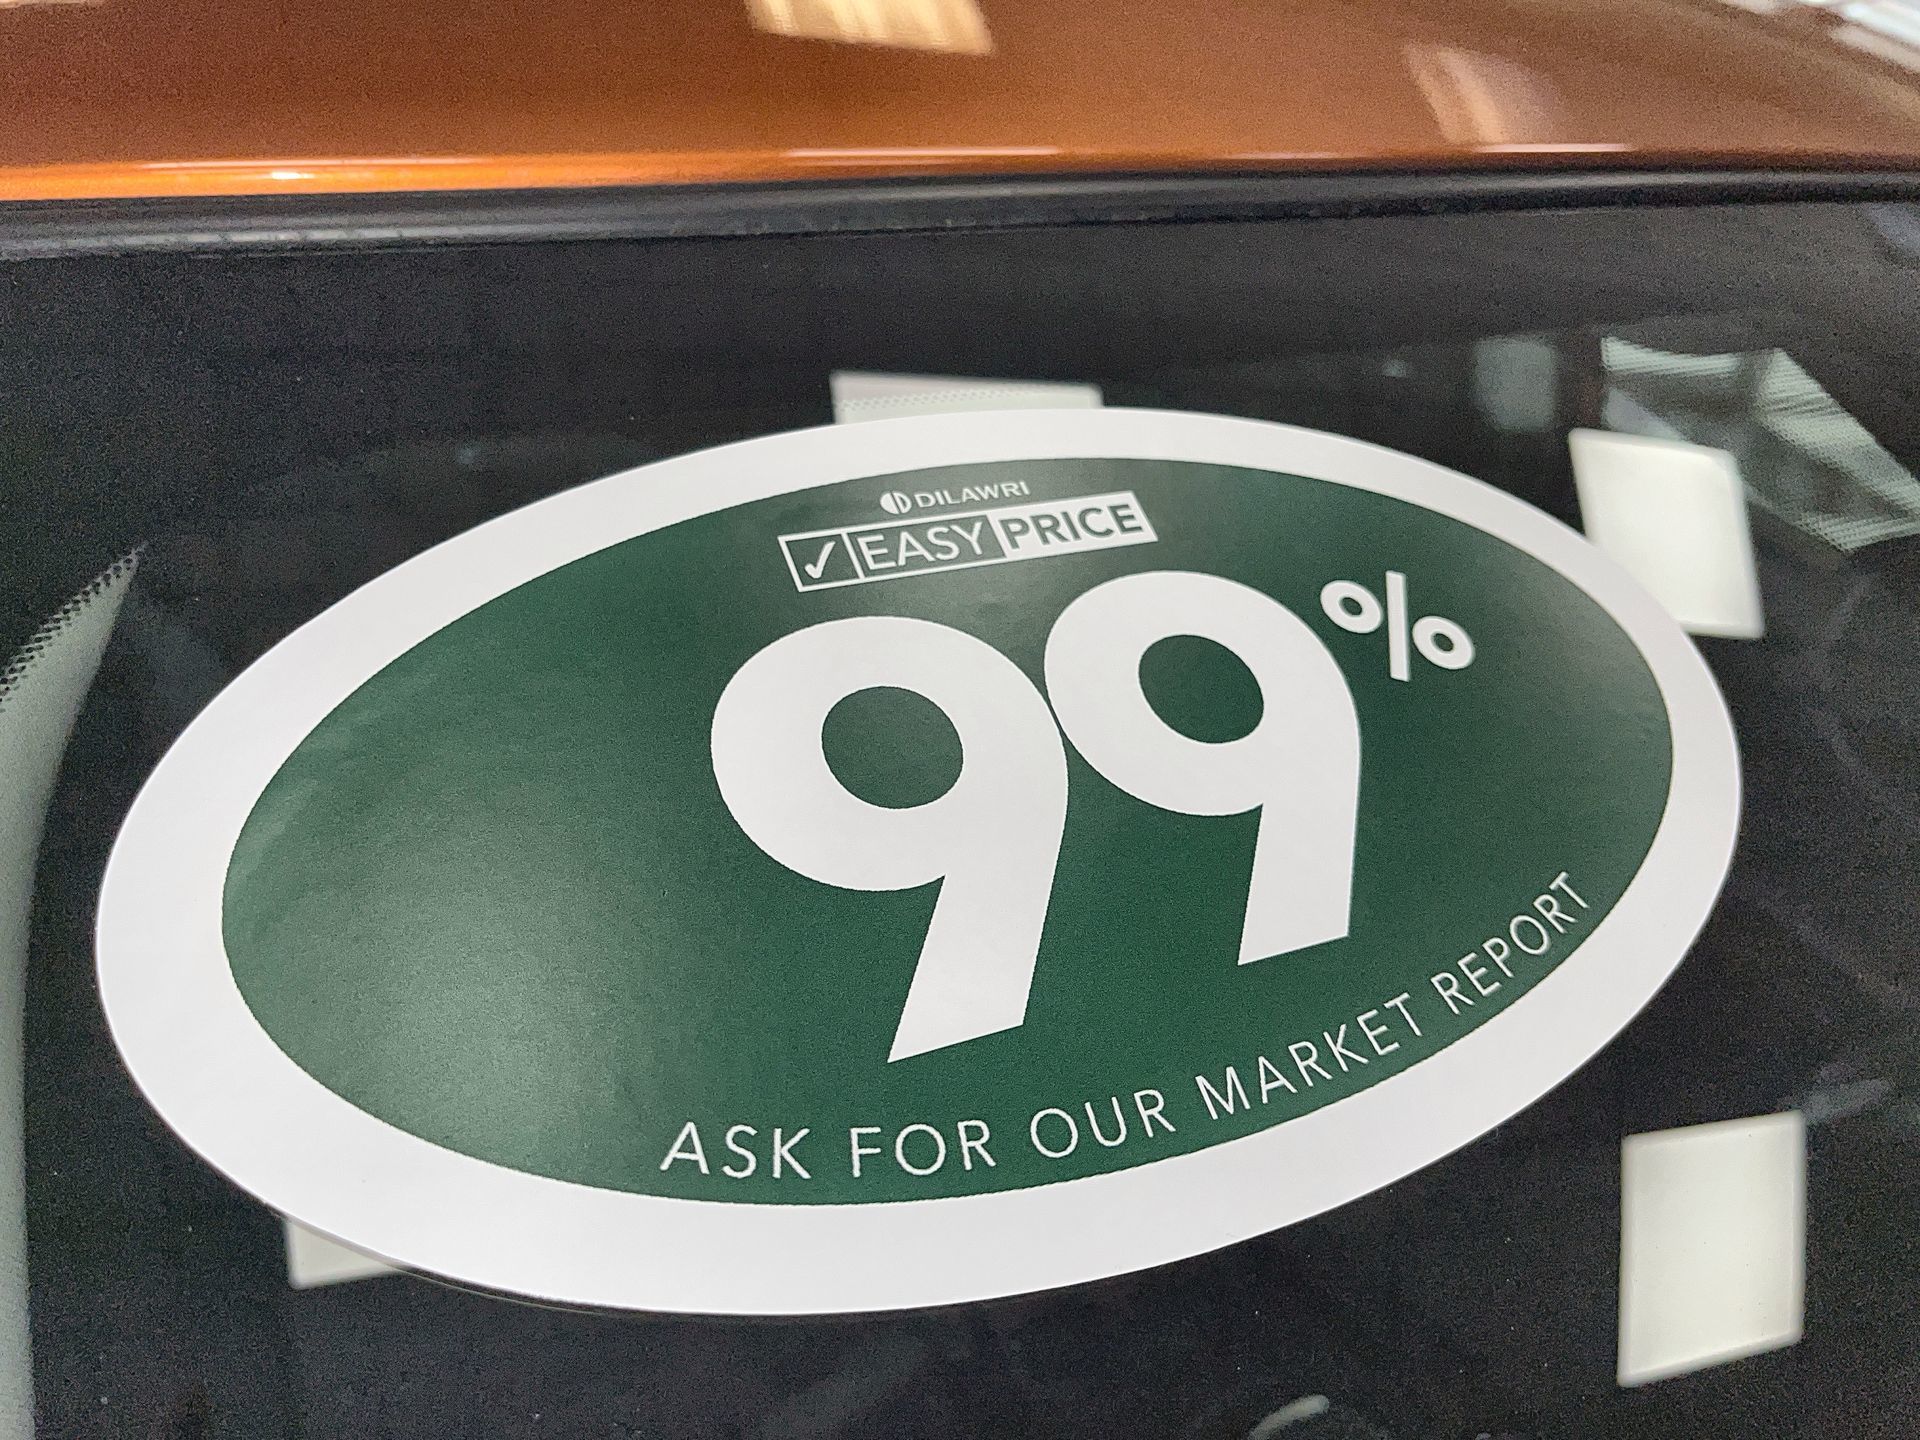 DILAWRI
✓ EASY PRICE
99%
ASK FOR OUR MARKET REPORT